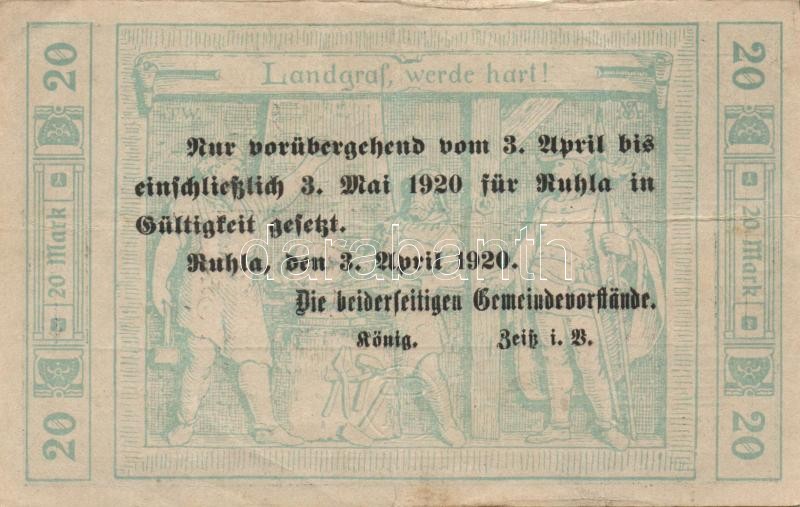 Landgraf, werde hart!
20
20
Nur vorübergehend vom 3. April bis
einschließlich 3. Mai 1920 für Ruhla in
Gültigkeit gesetzt.
Ruhla, den 3. April 1920.
Die beiderseitigen Gemeindevorstände.
König. Zeiß i. V.
20 Mark
20 Mark
20
20
darabanth